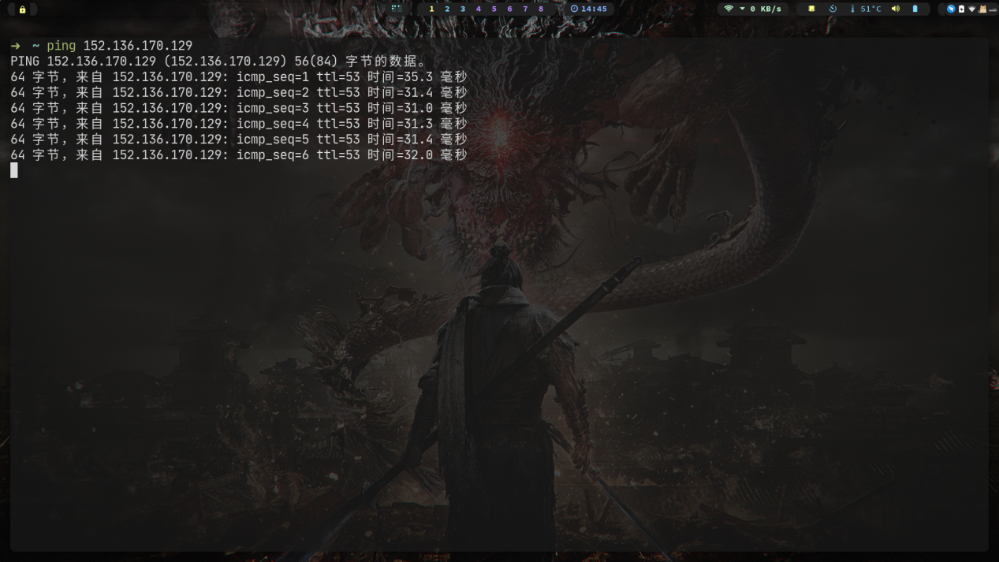 1 2 3 4 5 6 7 8
14:45
0 KB/s
51°C
➜ ~ ping 152.136.170.129
PING 152.136.170.129 (152.136.170.129) 56(84) 字节的数据。
64 字节，来自 152.136.170.129: icmp_seq=1 ttl=53 时间=35.3 毫秒
64 字节，来自 152.136.170.129: icmp_seq=2 ttl=53 时间=31.4 毫秒
64 字节，来自 152.136.170.129: icmp_seq=3 ttl=53 时间=31.0 毫秒
64 字节，来自 152.136.170.129: icmp_seq=4 ttl=53 时间=31.3 毫秒
64 字节，来自 152.136.170.129: icmp_seq=5 ttl=53 时间=31.4 毫秒
64 字节，来自 152.136.170.129: icmp_seq=6 ttl=53 时间=32.0 毫秒